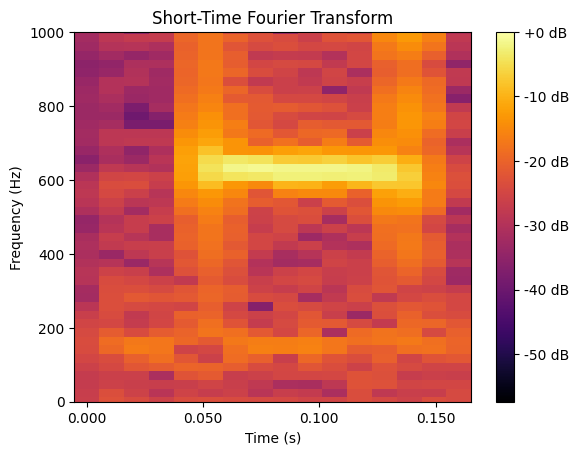 Short-Time Fourier Transform
1000
800
600
400
200
0
Frequency (Hz)
0.000
0.050
0.100
0.150
Time (s)
+0 dB
-10 dB
-20 dB
-30 dB
-40 dB
-50 dB